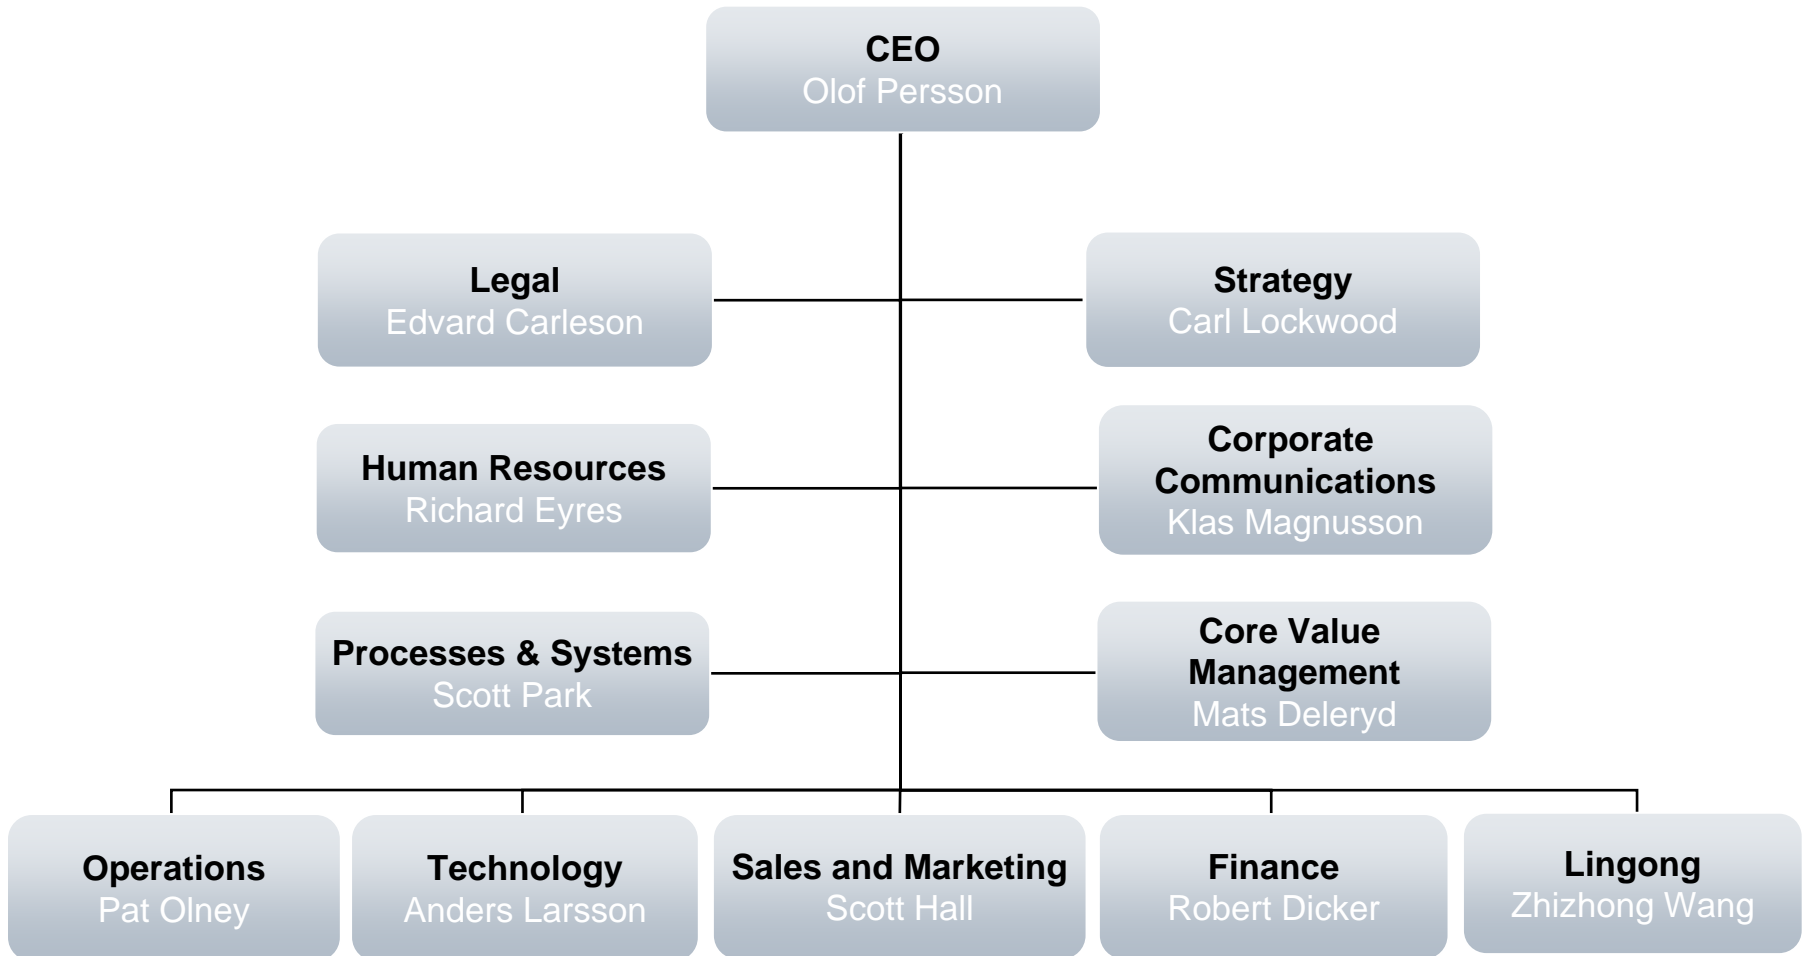 CEO
Olof Persson
Legal
Edvard Carleson
Strategy
Carl Lockwood
Human Resources
Richard Eyres
Corporate
Communications
Klas Magnusson
Processes & Systems
Scott Park
Core Value
Management
Mats Deleryd
Operations
Pat Olney
Technology
Anders Larsson
Sales and Marketing
Scott Hall
Finance
Robert Dicker
Lingong
Zhizhong Wang